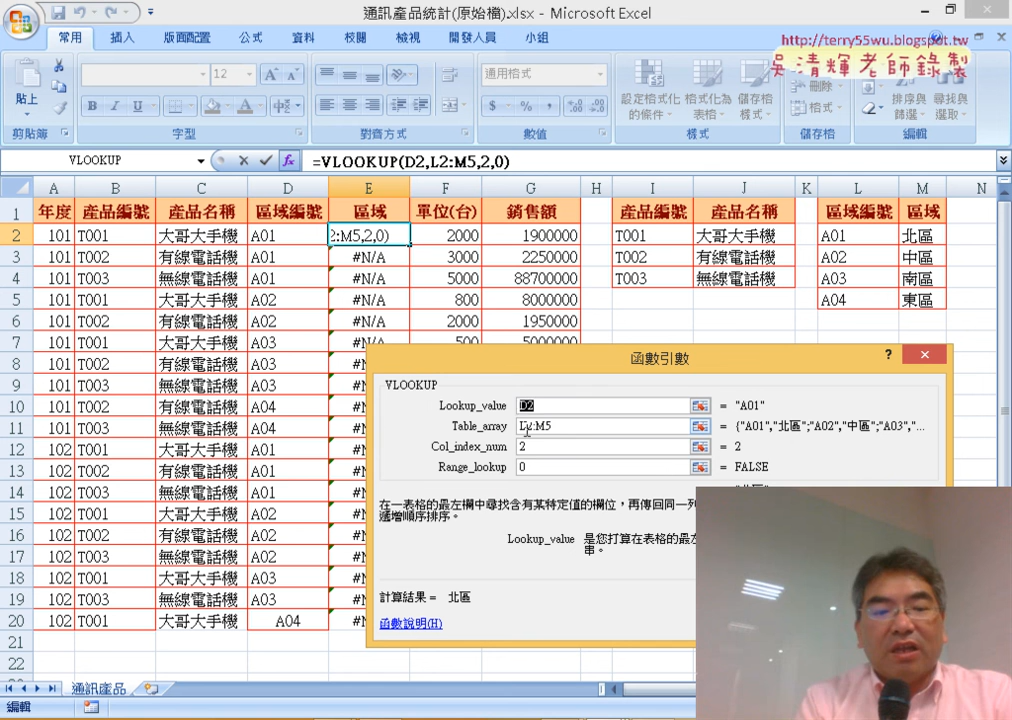 通訊產品統計(原始檔).xlsx - Microsoft Excel
常用 插入 版面配置 公式 資料 校閱 檢視 開發人員 小組
http://terry55wu.blogspot.tw
吳清輝老師錄製
貼上 12 B I U 中 通用格式 $ % , 設定格式化的條件 格式化為表格 儲存格樣式 刪除 格式 排序與篩選 尋找與選取
剪貼簿 字型 對齊方式 數值 樣式 儲存格 編輯
VLOOKUP fx =VLOOKUP(D2,L2:M5,2,0)
A B C D E F G H I J K L M N
1 年度 產品編號 產品名稱 區域編號 區域 單位(台) 銷售額 產品編號 產品名稱 區域編號 區域
2 101 T001 大哥大手機 A01 2:M5,2,0) 2000 1900000 T001 大哥大手機 A01 北區
3 101 T002 有線電話機 A01 #N/A 3000 2250000 T002 有線電話機 A02 中區
4 101 T003 無線電話機 A01 #N/A 5000 88700000 T003 無線電話機 A03 南區
5 101 T001 大哥大手機 A02 #N/A 800 8000000 A04 東區
6 101 T002 有線電話機 A02 #N/A 2000 1950000
7 101 T001 大哥大手機 A03 #N/A 500 5000000
8 101 T002 有線電話機 A03
9 101 T003 無線電話機 A03
10 101 T002 有線電話機 A04
11 101 T003 無線電話機 A04
12 102 T001 大哥大手機 A01
13 102 T002 有線電話機 A01
14 102 T003 無線電話機 A01
15 102 T001 大哥大手機 A02
16 102 T002 有線電話機 A02
17 102 T003 無線電話機 A02
18 102 T001 大哥大手機 A03
19 102 T003 無線電話機 A03
20 102 T001 大哥大手機 A04
21
22
函數引數
VLOOKUP
Lookup_value D2 = "A01"
Table_array L2:M5 = {"A01","北區";"A02","中區";"A03","...
Col_index_num 2 = 2
Range_lookup 0 = FALSE
在一表格的最左欄中尋找含有某特定值的欄位，再傳回同一列
遞增順序排序。
Lookup_value 是您打算在表格的最左
串。
計算結果 = 北區
函數說明(H)
通訊產品
編輯